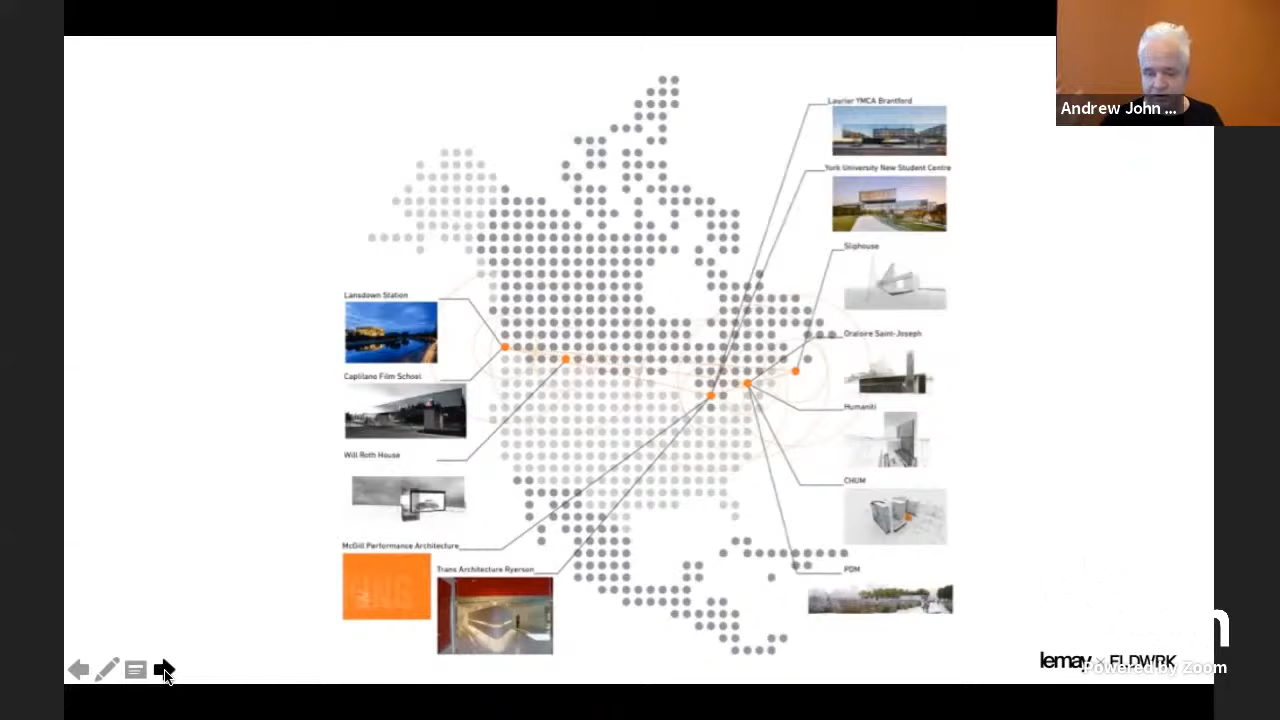 Andrew John ...
Laurier YMCA Brantford
York University New Student Centre
Sliphouse
Lansdown Station
Oratoire Saint-Joseph
Capilano Film School
Humaniti
Will Roth House
CHUM
McGill Performance Architecture
Trans Architecture Ryerson
PDM
lemay x FLDWRK
Powered by Zoom